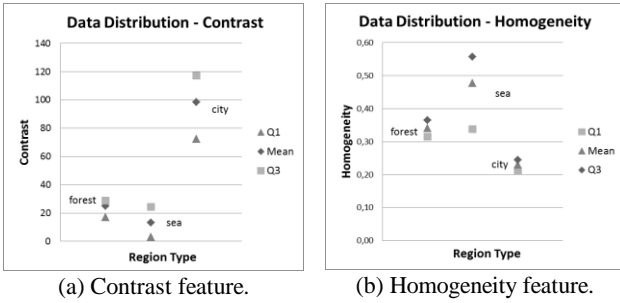 Data Distribution - Contrast
140
120
100
80
60
40
20
0
Contrast
city
forest
sea
Q1
Mean
Q3
Region Type
(a) Contrast feature.
Data Distribution - Homogeneity
0,60
0,50
0,40
0,30
0,20
0,10
0,00
Homogeneity
sea
forest
city
Q1
Mean
Q3
Region Type
(b) Homogeneity feature.